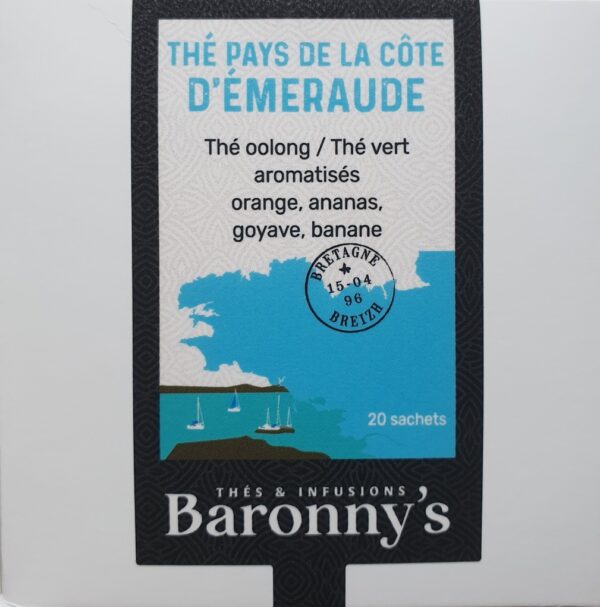 THÉ PAYS DE LA CÔTE
D'ÉMERAUDE
Thé oolong / Thé vert
aromatisés
orange, ananas,
goyave, banane
BRETAGNE
15-04
96
BREIZH
20 sachets
THÉS & INFUSIONS
Baronny's